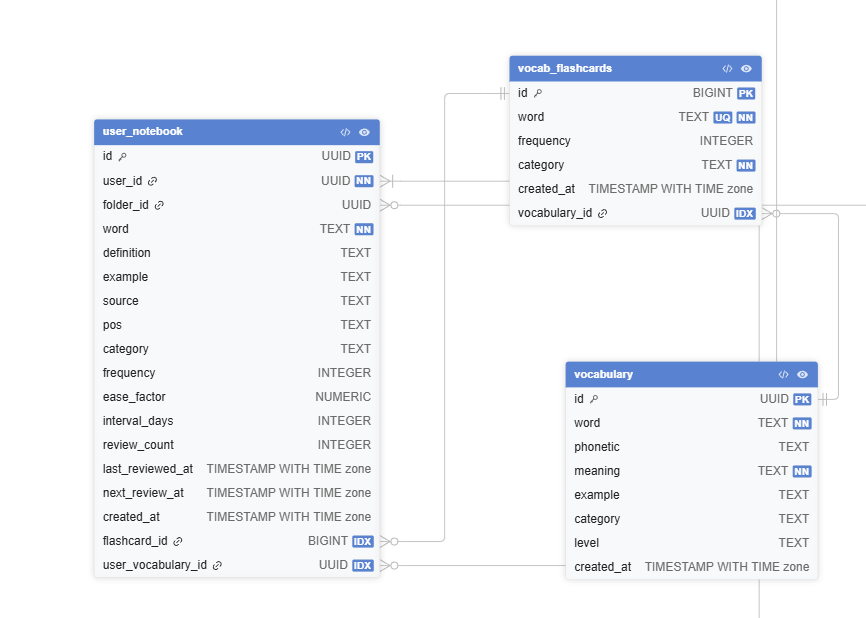 vocab_flashcards
id BIGINT PK
word TEXT UQ NN
frequency INTEGER
category TEXT NN
created_at TIMESTAMP WITH TIME zone
vocabulary_id UUID IDX
user_notebook
id UUID PK
user_id UUID NN
folder_id UUID
word TEXT NN
definition TEXT
example TEXT
source TEXT
pos TEXT
category TEXT
frequency INTEGER
ease_factor NUMERIC
interval_days INTEGER
review_count INTEGER
last_reviewed_at TIMESTAMP WITH TIME zone
next_review_at TIMESTAMP WITH TIME zone
created_at TIMESTAMP WITH TIME zone
flashcard_id BIGINT IDX
user_vocabulary_id UUID IDX
vocabulary
id UUID PK
word TEXT NN
phonetic TEXT
meaning TEXT NN
example TEXT
category TEXT
level TEXT
created_at TIMESTAMP WITH TIME zone